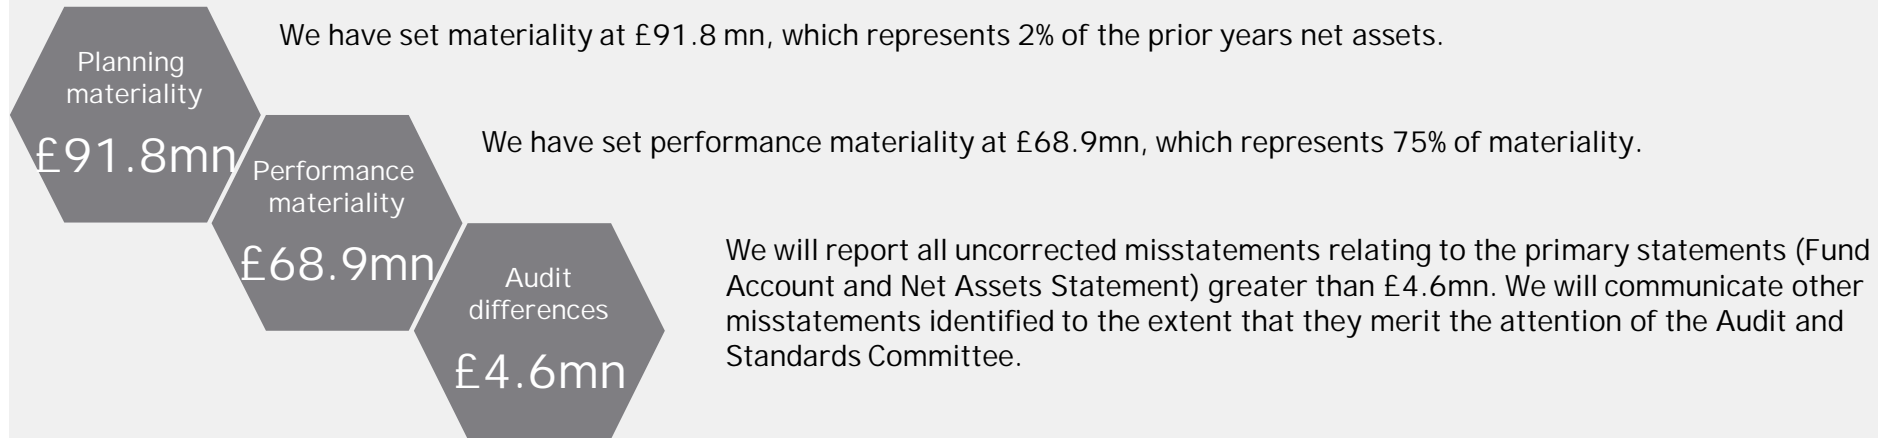 We have set materiality at £91.8 mn, which represents 2% of the prior years net assets.
Planning
materiality
£91.8mn
We have set performance materiality at £68.9mn, which represents 75% of materiality.
Performance
materiality
£68.9mn
We will report all uncorrected misstatements relating to the primary statements (Fund
Account and Net Assets Statement) greater than £4.6mn. We will communicate other
misstatements identified to the extent that they merit the attention of the Audit and
Standards Committee.
Audit
differences
£4.6mn